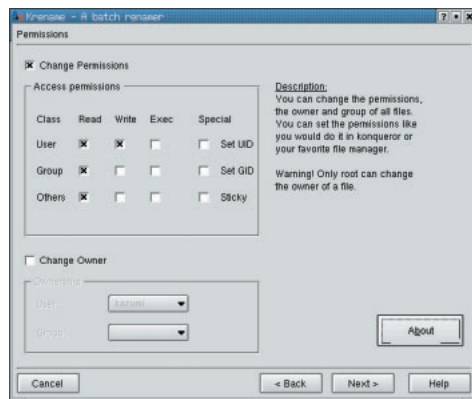 Krename - A batch renamer
Permissions
Change Permissions
Access permissions
Class Read Write Exec Special
User Set UID
Group Set GID
Others Sticky
Description:
You can change the permissions,
the owner and group of all files.
You can set the permissions like
you would do it in konqueror or
your favorite file manager.
Warning! Only root can change
the owner of a file.
Change Owner
Ownership
User:
Group:
About
Cancel
< Back
Next >
Help